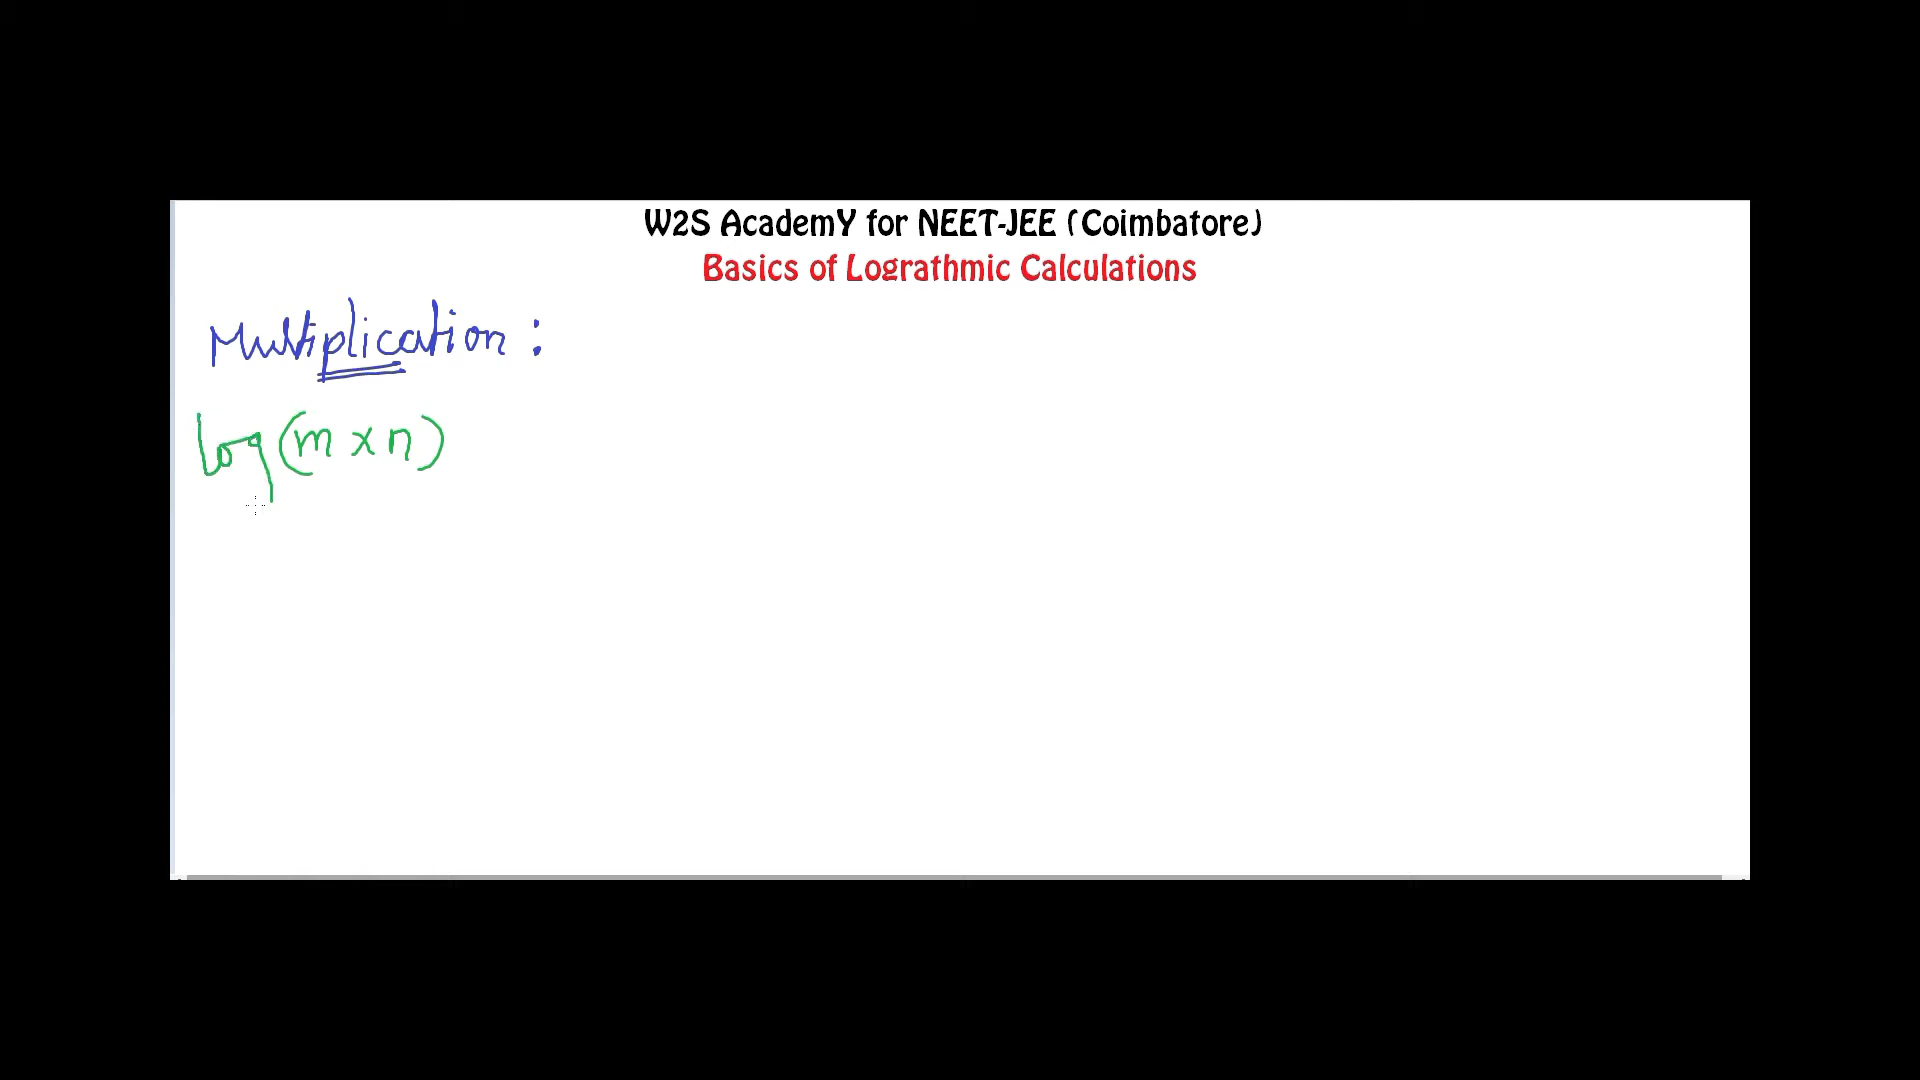 W2S AcademY for NEET-JEE (Coimbatore)
Basics of Lograthmic Calculations
Multiplication :
log (m x n)